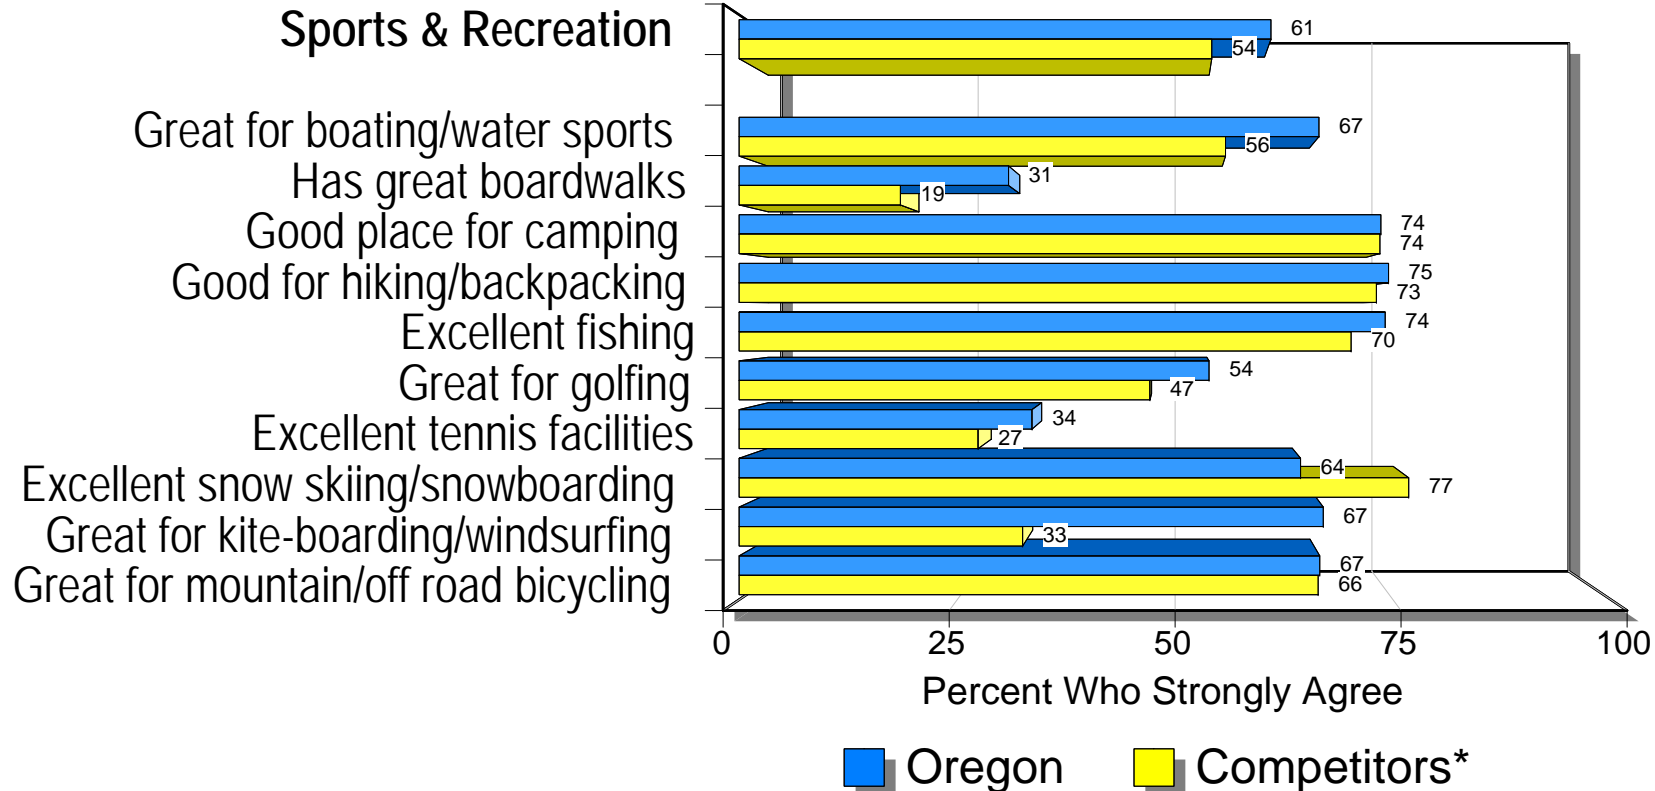 Sports & Recreation 61
54
Great for boating/water sports 67
56
Has great boardwalks 31
19
Good place for camping 74
74
Good for hiking/backpacking 75
73
Excellent fishing 74
70
Great for golfing 54
47
Excellent tennis facilities 34
27
Excellent snow skiing/snowboarding 64
77
Great for kite-boarding/windsurfing 67
33
Great for mountain/off road bicycling 67
66
0 25 50 75 100
Percent Who Strongly Agree
Oregon Competitors*